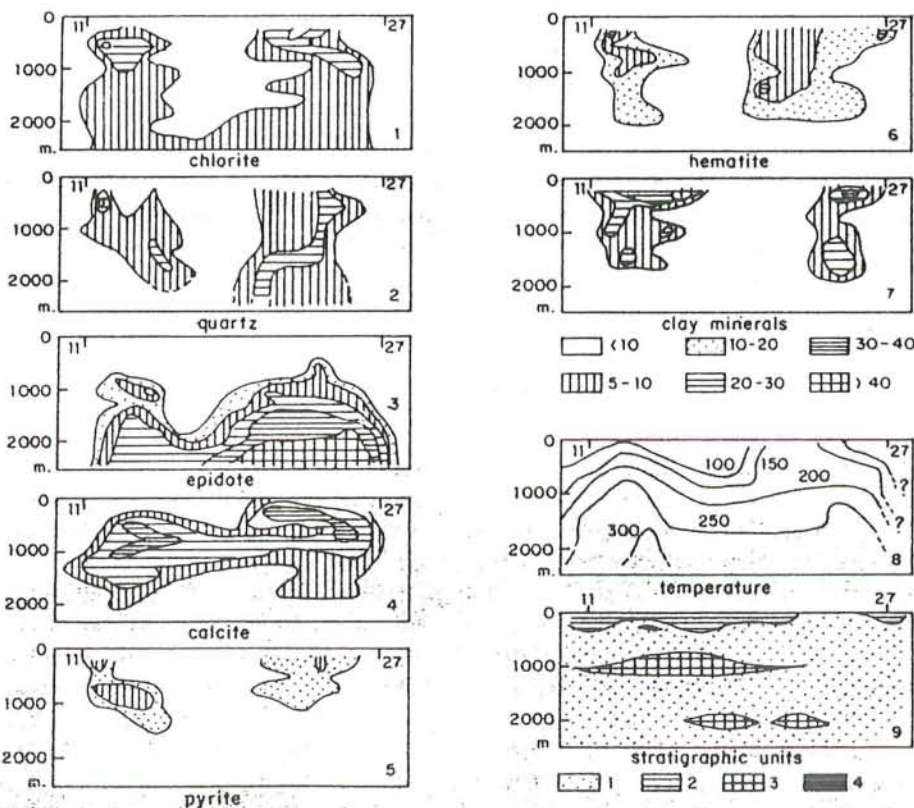 0 11 27
1000
2000
m. 1
chlorite
0 11 27
1000
2000
m. 2
quartz
0 11 27
1000 3
2000
epidote
0 11 27
1000
2000 4
calcite
0 11 27
1000
2000
m. 5
pyrite
0 11 27
1000
2000 6
m.
hematite
0 11 27
1000
2000 7
m.
clay minerals
<10 10-20 30-40
5-10 20-30 >40
0 11 27
100 150 200
1000 ?
250 ?
300
2000
m. 8
temperature
11 27
0
1000
2000 9
m
stratigraphic units
1 2 3 4